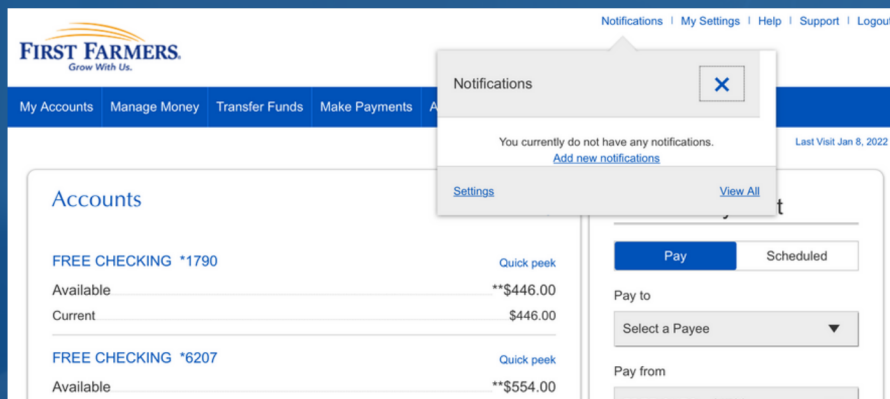 Notifications | My Settings | Help | Support | Logout
FIRST FARMERS.
Grow With Us.
Notifications
My Accounts Manage Money Transfer Funds Make Payments A
You currently do not have any notifications.
Add new notifications
Last Visit Jan 8, 2022
Settings View All
Accounts
Pay Scheduled
FREE CHECKING *1790 Quick peek
Available **$446.00
Current $446.00
Pay to
Select a Payee
FREE CHECKING *6207 Quick peek
Available **$554.00
Pay from